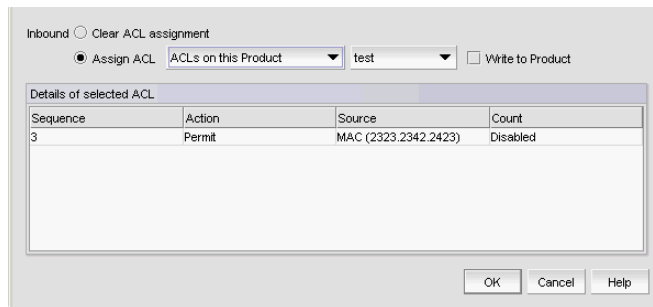 Inbound Clear ACL assignment
Assign ACL ACLs on this Product test Write to Product
Details of selected ACL
Sequence Action Source Count
3 Permit MAC (2323.2342.2423) Disabled
OK Cancel Help